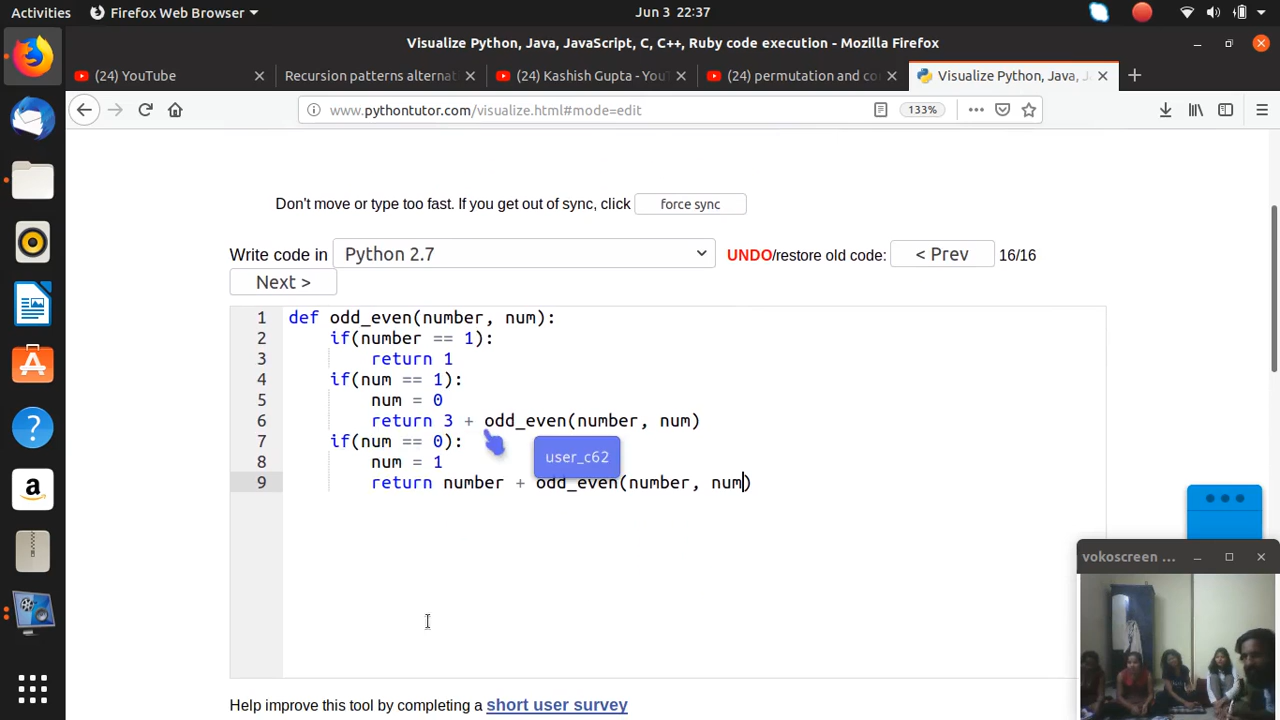 Activities
Firefox Web Browser
Jun 3 22:37
Visualize Python, Java, JavaScript, C, C++, Ruby code execution - Mozilla Firefox
(24) YouTube
Recursion patterns alternat
(24) Kashish Gupta - You
(24) permutation and co
Visualize Python, Java, J
www.pythontutor.com/visualize.html#mode=edit
133%
Don't move or type too fast. If you get out of sync, click force sync
Write code in Python 2.7 UNDO/restore old code: < Prev 16/16
Next >
1 def odd_even(number, num):
2 if(number == 1):
3 return 1
4 if(num == 1):
5 num = 0
6 return 3 + odd_even(number, num)
7 if(num == 0):
8 num = 1
9 return number + odd_even(number, num)
user_c62
vokoscreen ...
Help improve this tool by completing a short user survey